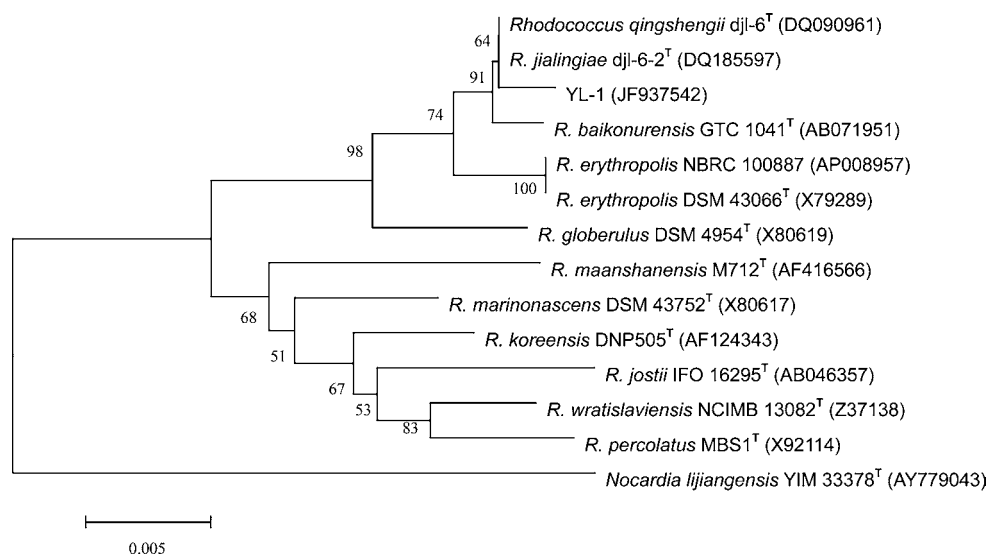 Rhodococcus qingshengii djl-6T (DQ090961)
64
R. jialingiae djl-6-2T (DQ185597)
91
YL-1 (JF937542)
74
R. baikonurensis GTC 1041T (AB071951)
98
R. erythropolis NBRC 100887 (AP008957)
100
R. erythropolis DSM 43066T (X79289)
R. globerulus DSM 4954T (X80619)
R. maanshanensis M712T (AF416566)
68
R. marinonascens DSM 43752T (X80617)
51
R. koreensis DNP505T (AF124343)
67
R. jostii IFO 16295T (AB046357)
53
R. wratislaviensis NCIMB 13082T (Z37138)
83
R. percolatus MBS1T (X92114)
Nocardia lijiangensis YIM 33378T (AY779043)
0.005